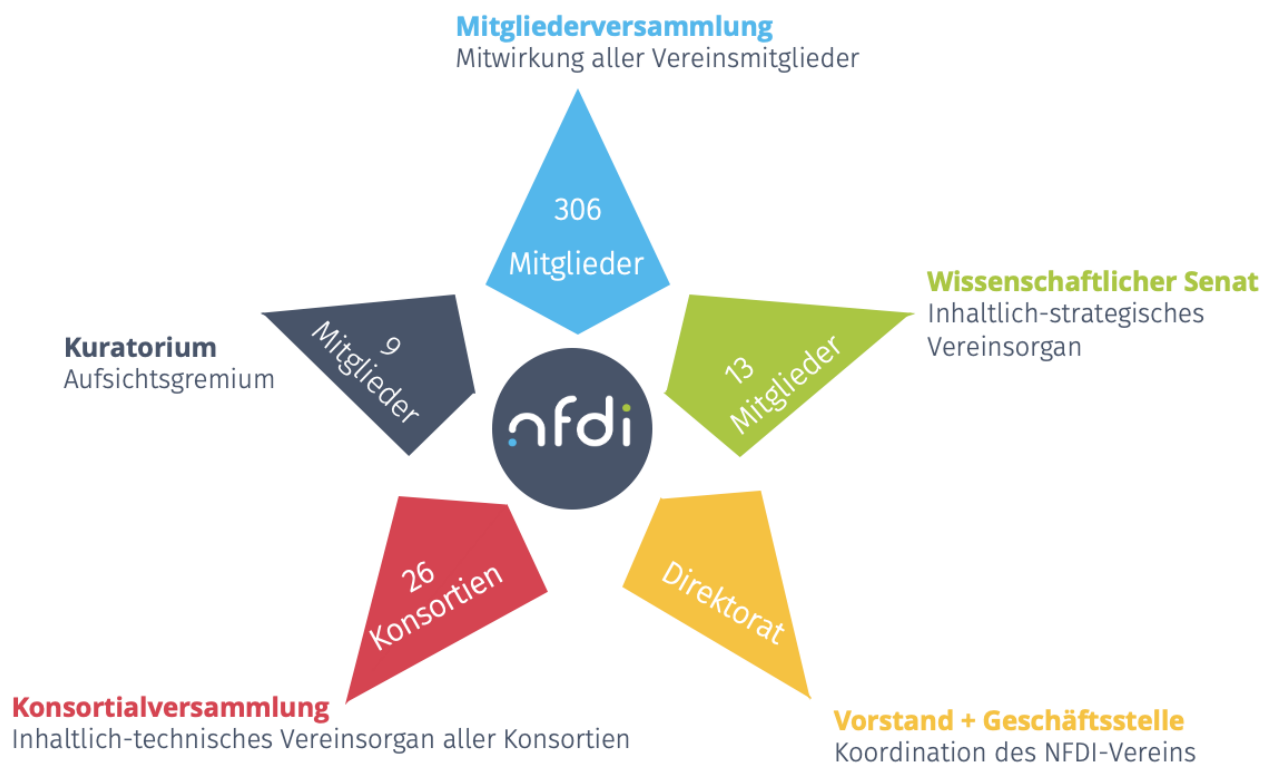 Mitgliederversammlung
Mitwirkung aller Vereinsmitglieder
306
Mitglieder
Wissenschaftlicher Senat
Inhaltlich-strategisches
Vereinsorgan
13
Mitglieder
Kuratorium
Aufsichtsgremium
9
Mitglieder
nfdi
26
Konsortien
Direktorat
Konsortialversammlung
Inhaltlich-technisches Vereinsorgan aller Konsortien
Vorstand + Geschäftsstelle
Koordination des NFDI-Vereins